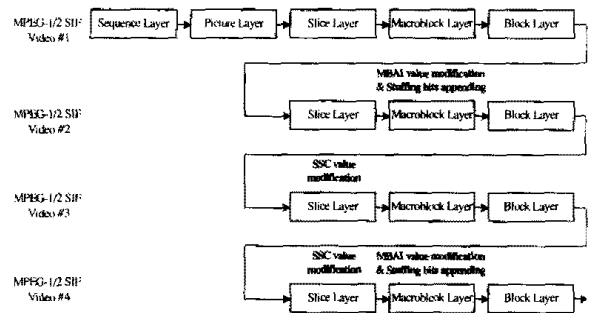 MPEG-1/2 SIF
Video #1
Sequence Layer
Picture Layer
Slice Layer
Macroblock Layer
Block Layer
MBAI value modification
& Stuffing bits appending
MPEG-1/2 SIF
Video #2
Slice Layer
Macroblock Layer
Block Layer
SSC value
modification
MPEG-1/2 SIF
Video #3
Slice Layer
Macroblock Layer
Block Layer
SSC value
modification
MBAI value modification
& Stuffing bits appending
MPEG-1/2 SIF
Video #4
Slice Layer
Macroblock Layer
Block Layer